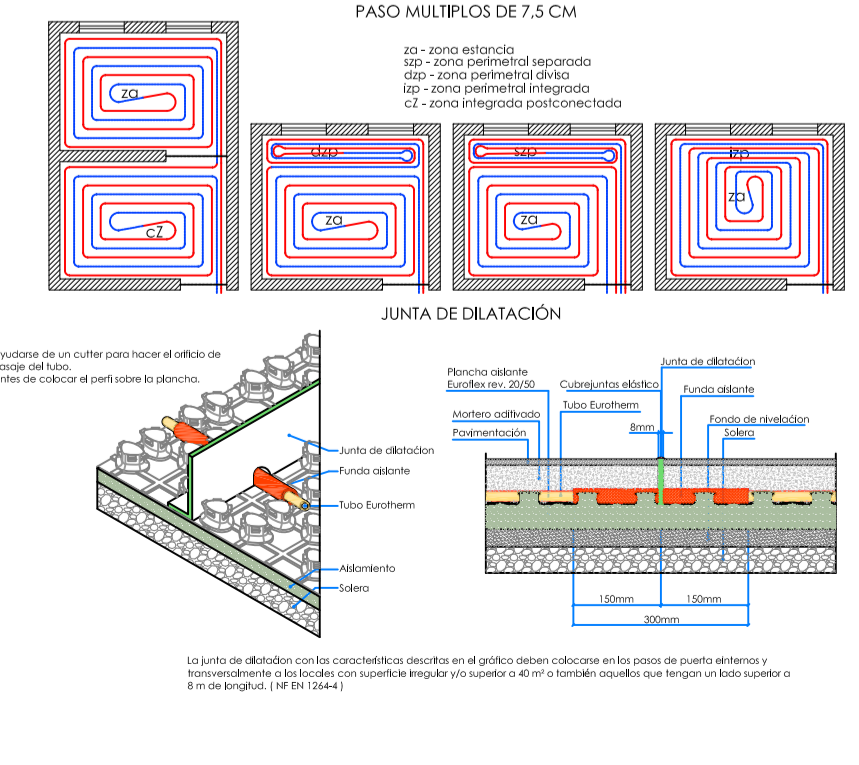 PASO MULTIPLOS DE 7,5 CM
za - zona estancia
szp - zona perimetral separada
dzp - zona perimetral divisa
izp - zona perimetral integrada
cZ - zona integrada postconectada
za
cZ
dzp
za
szp
za
izp
za
JUNTA DE DILATACIÓN
yudarse de un cutter para hacer el orificio de
asaje del tubo.
ntes de colocar el perfi sobre la plancha.
Junta de dilatación
Funda aislante
Tubo Eurotherm
Aislamiento
Solera
Plancha aislante
Euroflex rev. 20/50
Mortero aditivado
Pavimentación
Cubrejuntas elástico
Tubo Eurotherm
8mm
Junta de dilatación
Funda aislante
Fondo de nivelación
Solera
150mm
150mm
300mm
La junta de dilatación con las características descritas en el gráfico deben colocarse en los pasos de puerta einternos y
transversalmente a los locales con superficie irregular y/o superior a 40 m² o también aquellos que tengan un lado superior a
8 m de longitud. ( NF EN 1264-4 )